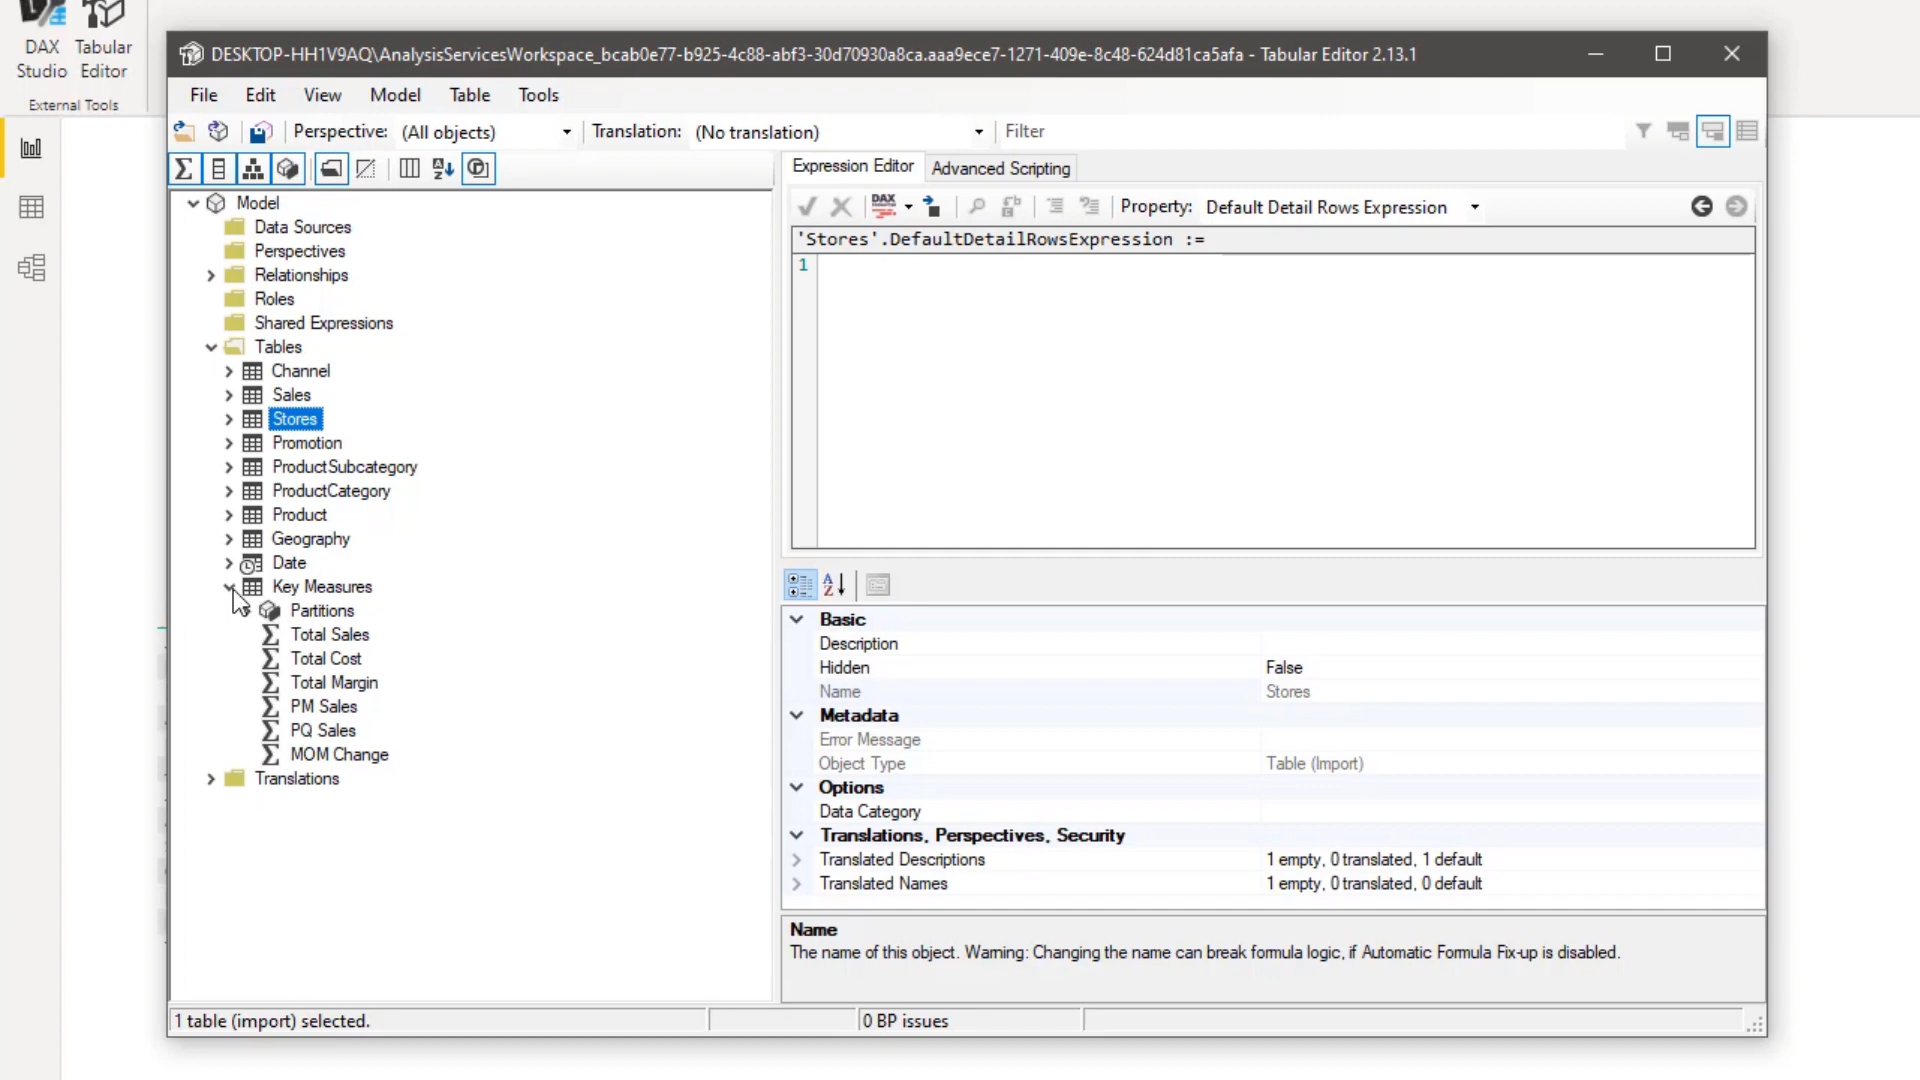 DAX Studio
Tabular Editor
External Tools
DESKTOP-HH1V9AQ\AnalysisServicesWorkspace_bcab0e77-b925-4c88-abf3-30d70930a8ca.aaa9ece7-1271-409e-8c48-624d81ca5afa - Tabular Editor 2.13.1
File Edit View Model Table Tools
Perspective: (All objects) Translation: (No translation) Filter
Expression Editor Advanced Scripting
Property: Default Detail Rows Expression
'Stores'.DefaultDetailRowsExpression :=
1
Model
Data Sources
Perspectives
Relationships
Roles
Shared Expressions
Tables
Channel
Sales
Stores
Promotion
ProductSubcategory
ProductCategory
Product
Geography
Date
Key Measures
Partitions
Total Sales
Total Cost
Total Margin
PM Sales
PQ Sales
MOM Change
Translations
Basic
Description
Hidden False
Name Stores
Metadata
Error Message
Object Type Table (Import)
Options
Data Category
Translations, Perspectives, Security
Translated Descriptions 1 empty, 0 translated, 1 default
Translated Names 1 empty, 0 translated, 0 default
Name
The name of this object. Warning: Changing the name can break formula logic, if Automatic Formula Fix-up is disabled.
1 table (import) selected.
0 BP issues